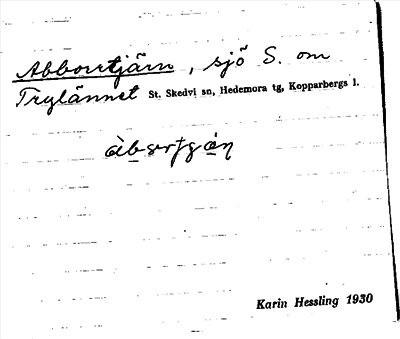 Abborrtjärn, sjö S. om
Trylännet St. Skedvi sn, Hedemora tg, Kopparbergs l.
Karin Hessling 1930